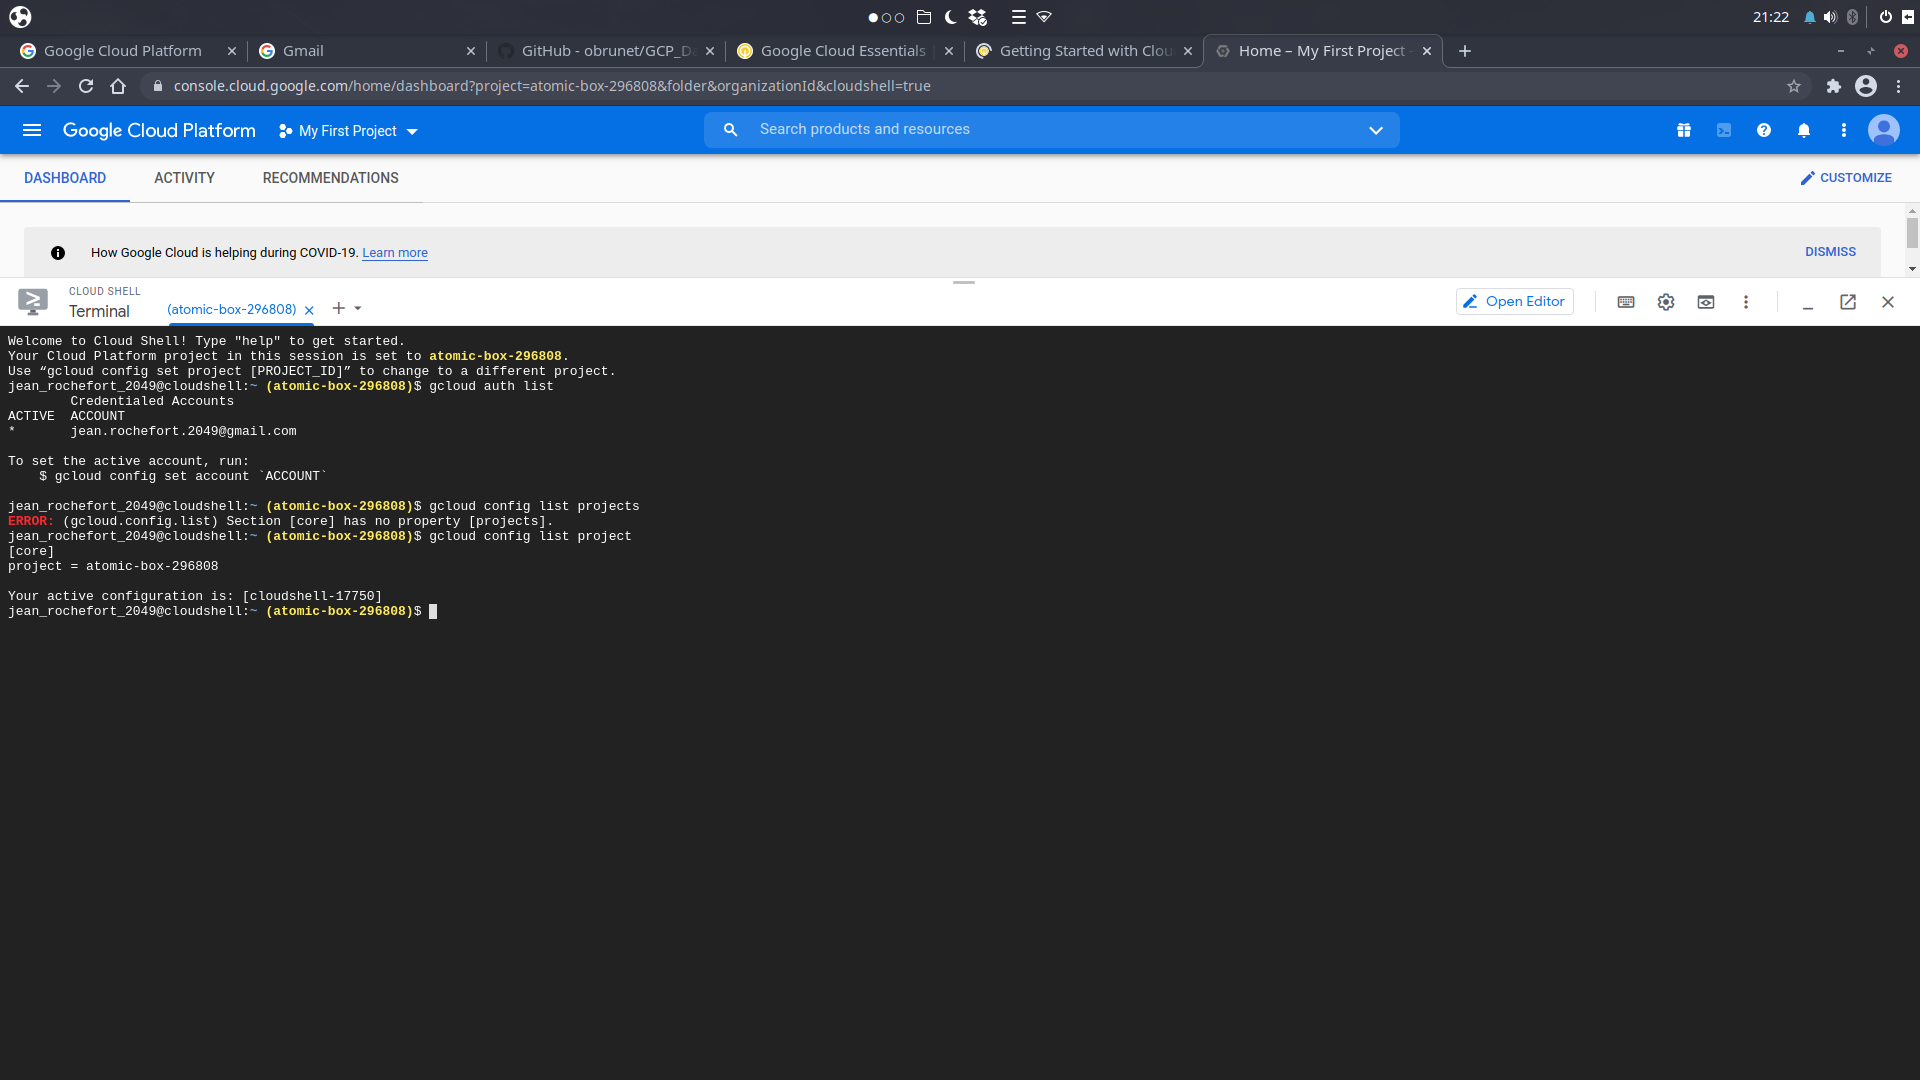 21:22
Google Cloud Platform
Gmail
GitHub - obrunet/GCP_Da
Google Cloud Essentials
Getting Started with Clou
Home – My First Project
console.cloud.google.com/home/dashboard?project=atomic-box-296808&folder&organizationId&cloudshell=true
Google Cloud Platform
My First Project
Search products and resources
DASHBOARD
ACTIVITY
RECOMMENDATIONS
CUSTOMIZE
How Google Cloud is helping during COVID-19. Learn more
DISMISS
CLOUD SHELL
Terminal
(atomic-box-296808)
Open Editor
Welcome to Cloud Shell! Type "help" to get started.
Your Cloud Platform project in this session is set to atomic-box-296808.
Use “gcloud config set project [PROJECT_ID]” to change to a different project.
jean_rochefort_2049@cloudshell:~ (atomic-box-296808)$ gcloud auth list
Credentialed Accounts
ACTIVE  ACCOUNT
*       jean.rochefort.2049@gmail.com
To set the active account, run:
$ gcloud config set account `ACCOUNT`
jean_rochefort_2049@cloudshell:~ (atomic-box-296808)$ gcloud config list projects
ERROR: (gcloud.config.list) Section [core] has no property [projects].
jean_rochefort_2049@cloudshell:~ (atomic-box-296808)$ gcloud config list project
[core]
project = atomic-box-296808
Your active configuration is: [cloudshell-17750]
jean_rochefort_2049@cloudshell:~ (atomic-box-296808)$